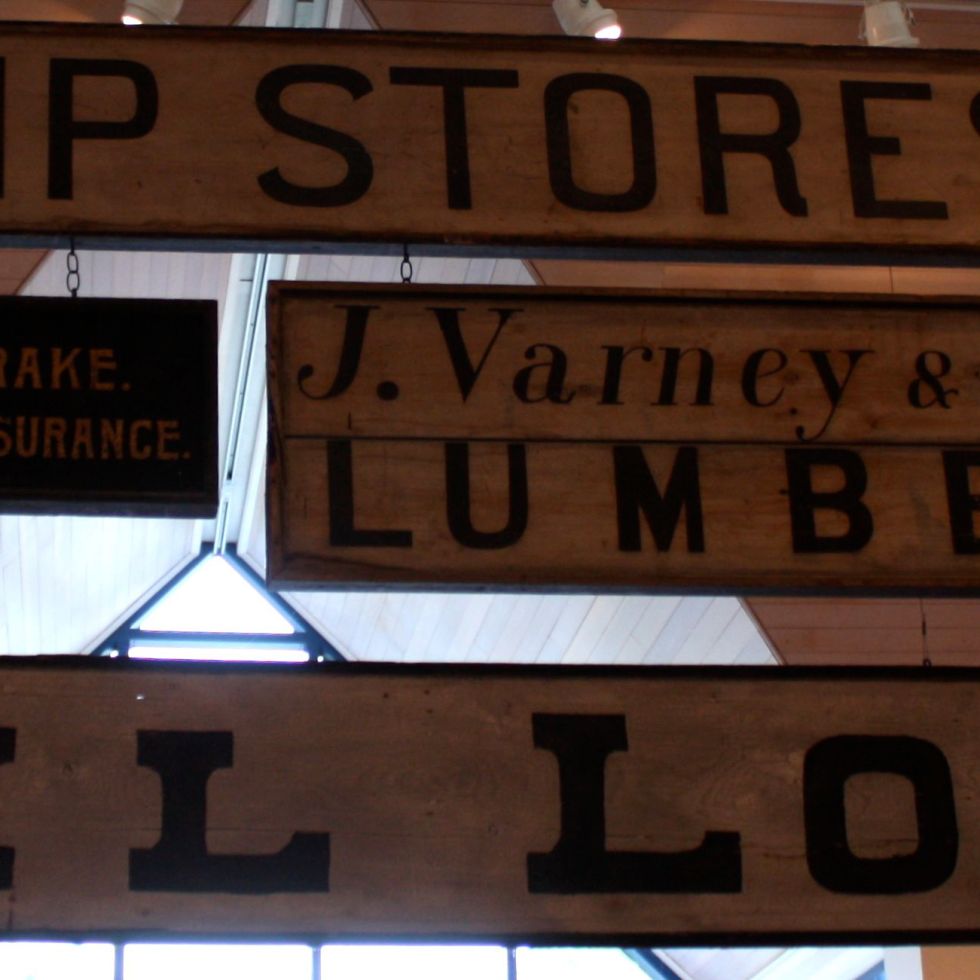 IP STORES
RAKE.
SURANCE.
J. Varney &
LUMBE
L LO